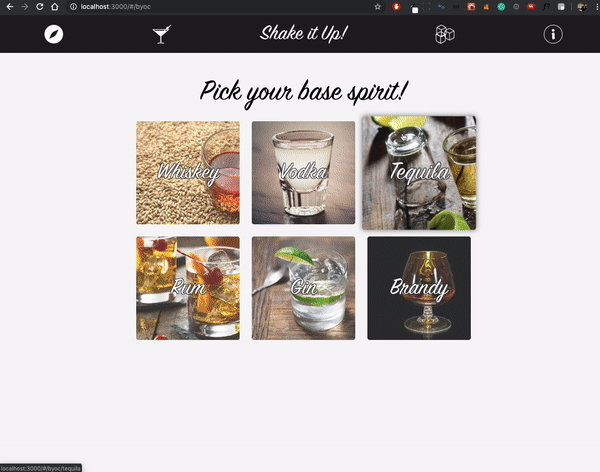 localhost:3000/#/byoc
Shake it Up!
Pick your base spirit!
Whiskey
Vodka
Tequila
Rum
Gin
Brandy
localhost:3000/#/byoc/tequila